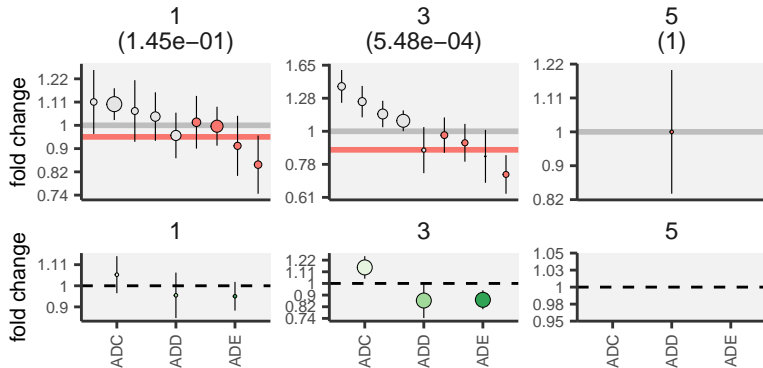 1
(1.45e−01)
3
(5.48e−04)
5
(1)
fold change
1.22
1.11
1
0.9
0.82
0.74
1.65
1.28
1
0.78
0.61
1.22
1.11
1
0.9
0.82
1
3
5
fold change
1.11
1
0.9
1.22
1.11
1
0.9
0.82
0.74
1.05
1.03
1
0.98
0.95
ADC
ADD
ADE
ADC
ADD
ADE
ADC
ADD
ADE